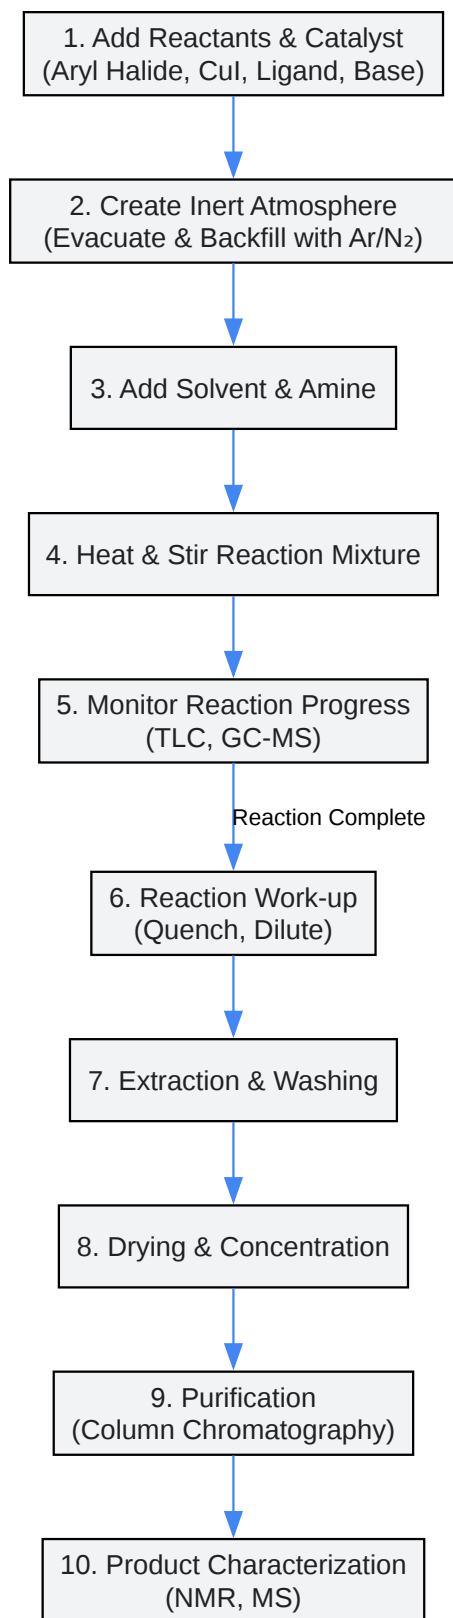 1. Add Reactants & Catalyst
(Aryl Halide, CuI, Ligand, Base)
2. Create Inert Atmosphere
(Evacuate & Backfill with Ar/N₂)
3. Add Solvent & Amine
4. Heat & Stir Reaction Mixture
5. Monitor Reaction Progress
(TLC, GC-MS)
Reaction Complete
6. Reaction Work-up
(Quench, Dilute)
7. Extraction & Washing
8. Drying & Concentration
9. Purification
(Column Chromatography)
10. Product Characterization
(NMR, MS)